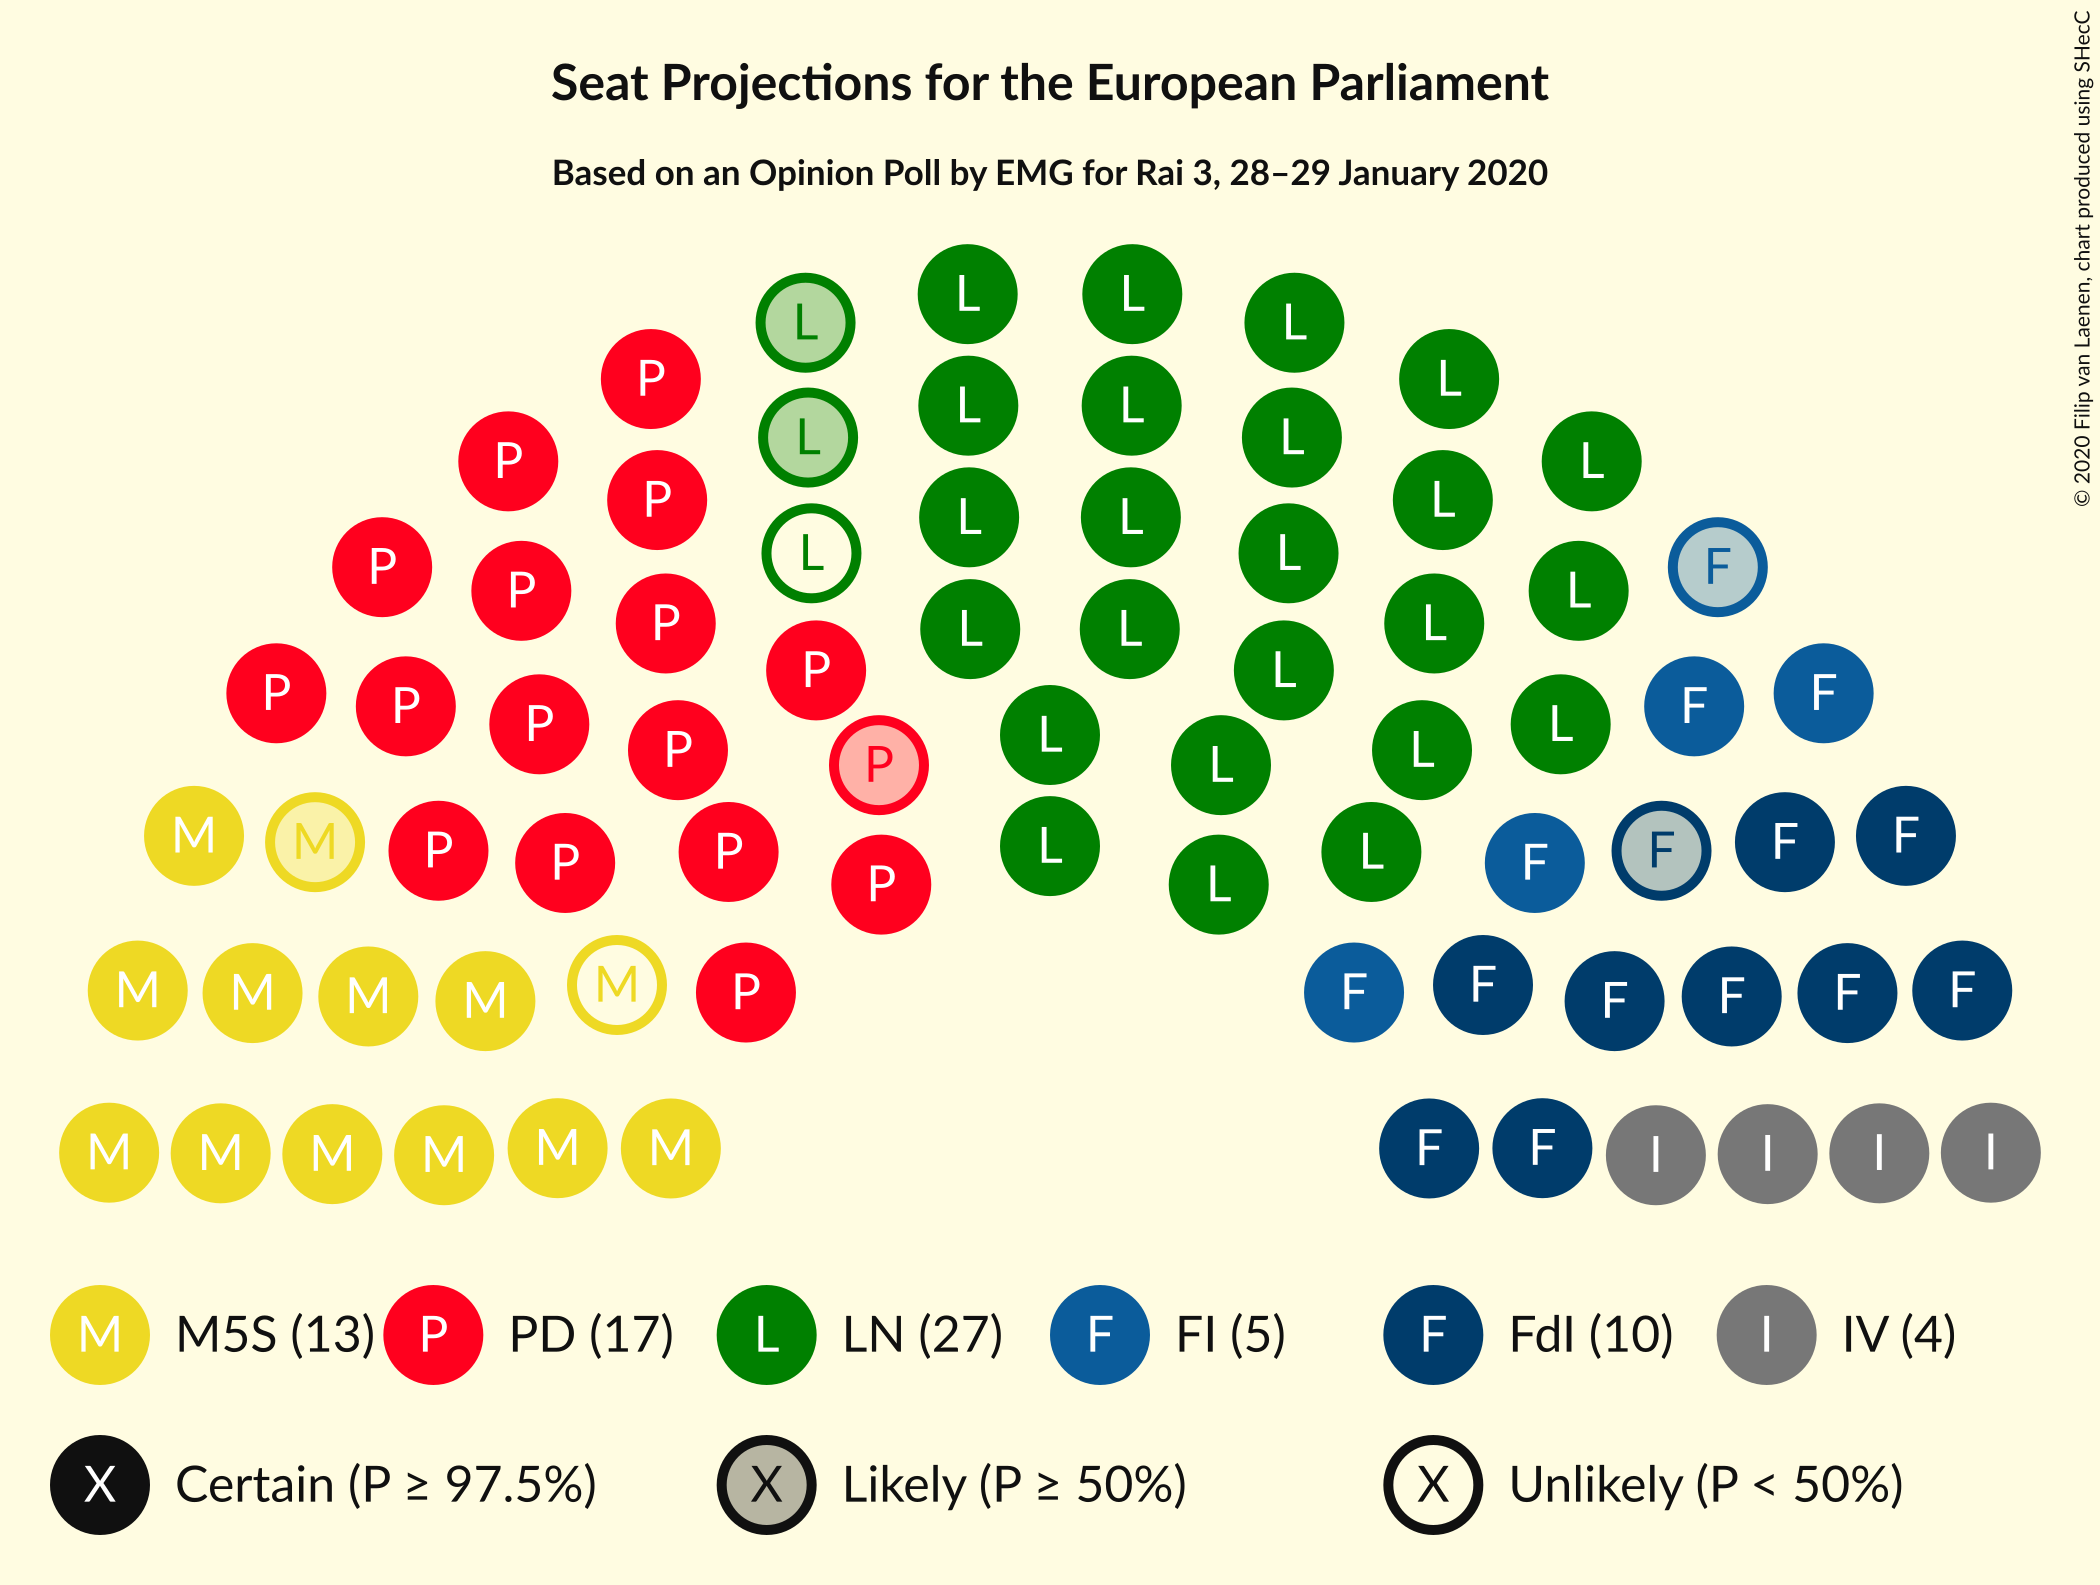 Seat Projections for the European Parliament
Based on an Opinion Poll by EMG for Rai 3, 28–29 January 2020
© 2020 Filip van Laenen, chart produced using SHecC
L L
L L
P L L
L L
L L
P L
P L
P L
L L
L L
P L
P F
P L
P L
L L
P L
P L
P F
P F
P L
P L
L
P L
M F
M F
P F
P L
P F
L
P L
M F
M F
M F
M F
M F
P F
M M M M M M F F I I I I
M M5S (13) P PD (17) L LN (27) F FI (5) F FdI (10) I IV (4)
X Certain (P ≥ 97.5%) X Likely (P ≥ 50%) X Unlikely (P < 50%)